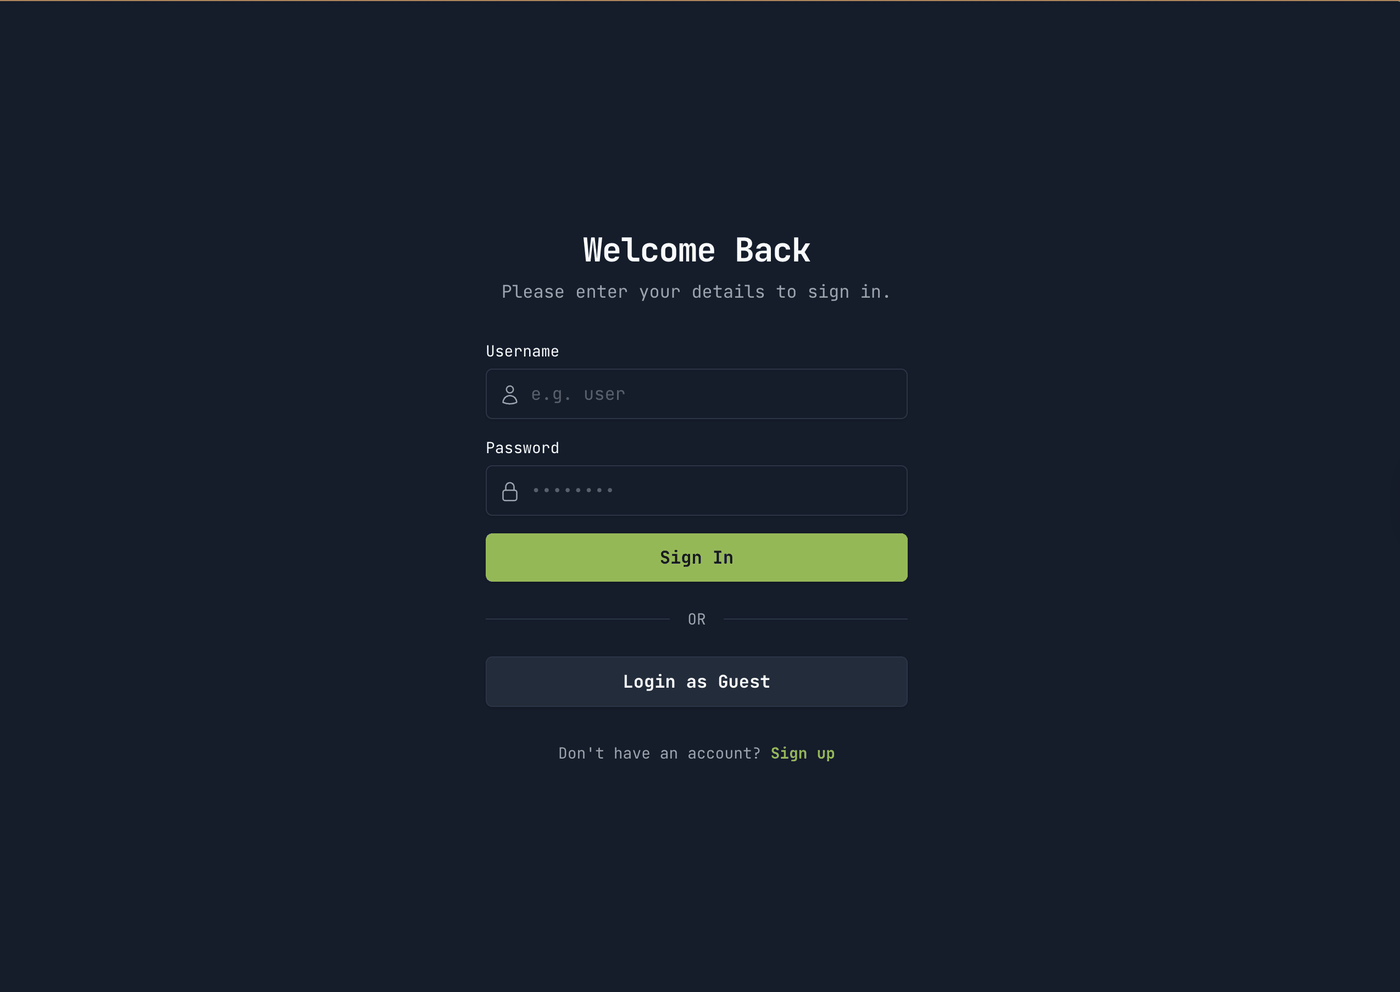 Welcome Back
Please enter your details to sign in.
Username
e.g. user
Password
••••••••
Sign In
OR
Login as Guest
Don't have an account? Sign up